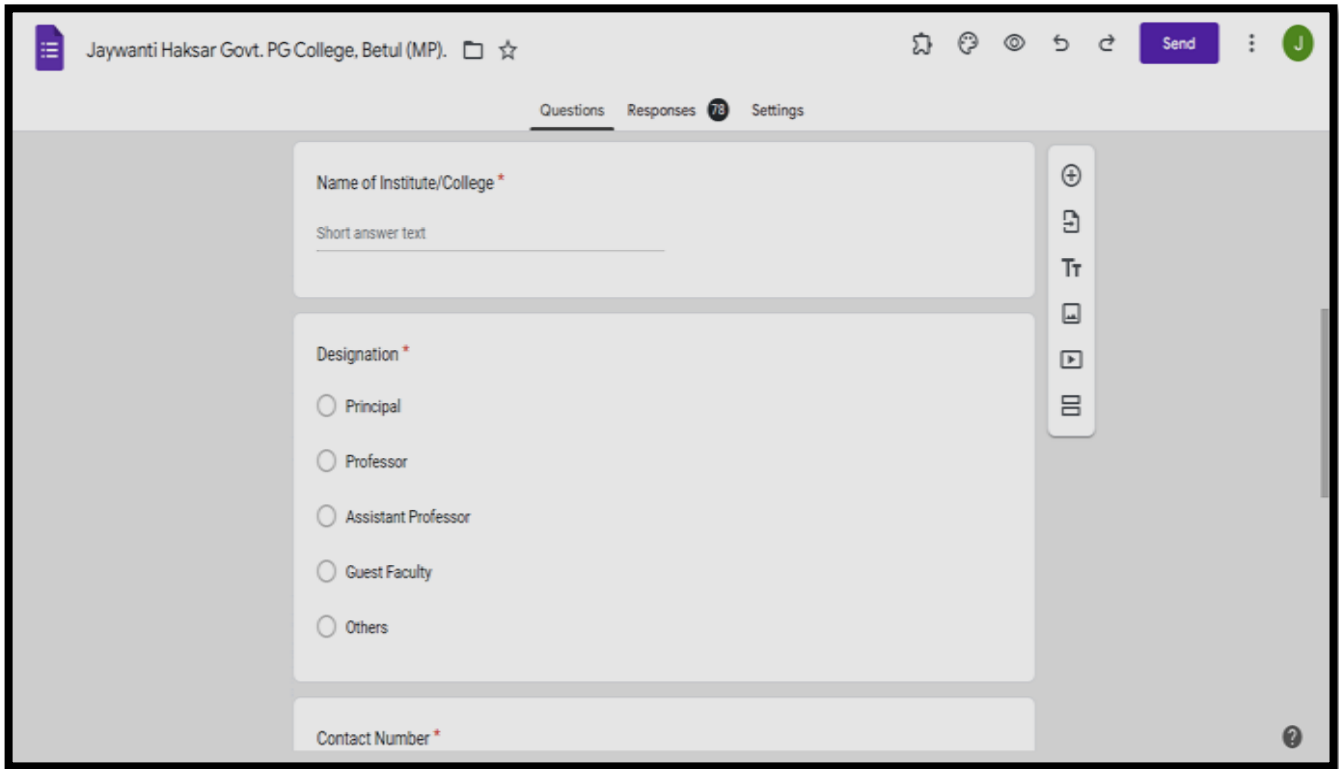 Jaywanti Haksar Govt. PG College, Betul (MP).
Send
J
Questions Responses 78 Settings
Name of Institute/College *
Short answer text
Designation *
Principal
Professor
Assistant Professor
Guest Faculty
Others
Contact Number *